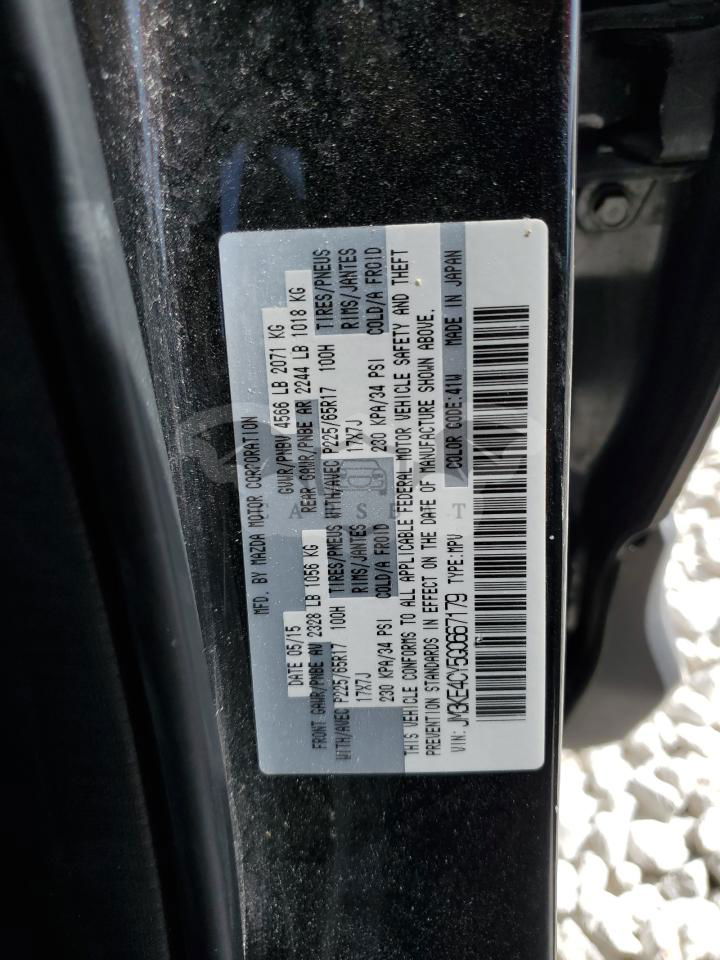 MFD. BY MAZDA MOTOR CORPORATION
DATE 05/15 GVWR/PNBV 4566 LB 2071 KG
FRONT GAWR/PNBE AV 2328 LB 1056 KG REAR GAWR/PNBE AR 2244 LB 1018 KG
WITH/AVEC P225/65R17 100H TIRES/PNEUS WITH/AVEC P225/65R17 100H TIRES/PNEUS
17X7J RIMS/JANTES 17X7J RIMS/JANTES
230 KPA/34 PSI COLD/A FROID 230 KPA/34 PSI COLD/A FROID
THIS VEHICLE CONFORMS TO ALL APPLICABLE FEDERAL MOTOR VEHICLE SAFETY AND THEFT
PREVENTION STANDARDS IN EFFECT ON THE DATE OF MANUFACTURE SHOWN ABOVE.
VIN: JM3KE4CY5G0667179 TYPE:MPV COLOR CODE:41W MADE IN JAPAN